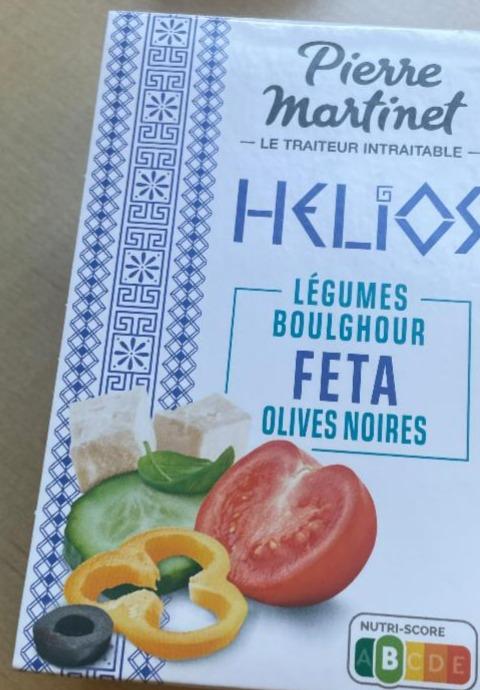 Pierre
Martinet
LE TRAITEUR INTRAITABLE
HELIOS
LÉGUMES
BOULGHOUR
FETA
OLIVES NOIRES
NUTRI-SCORE
A B C D E